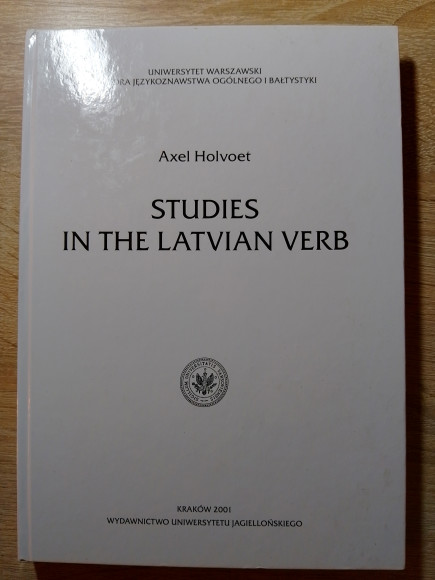 UNIWERSYTET WARSZAWSKI
JĘZYKOZNAWSTWA OGÓLNEGO I BAŁTYSTYKI
Axel Holvoet
STUDIES
IN THE LATVIAN VERB
KRAKÓW 2001
WYDAWNICTWO UNIWERSYTETU JAGIELLOŃSKIEGO